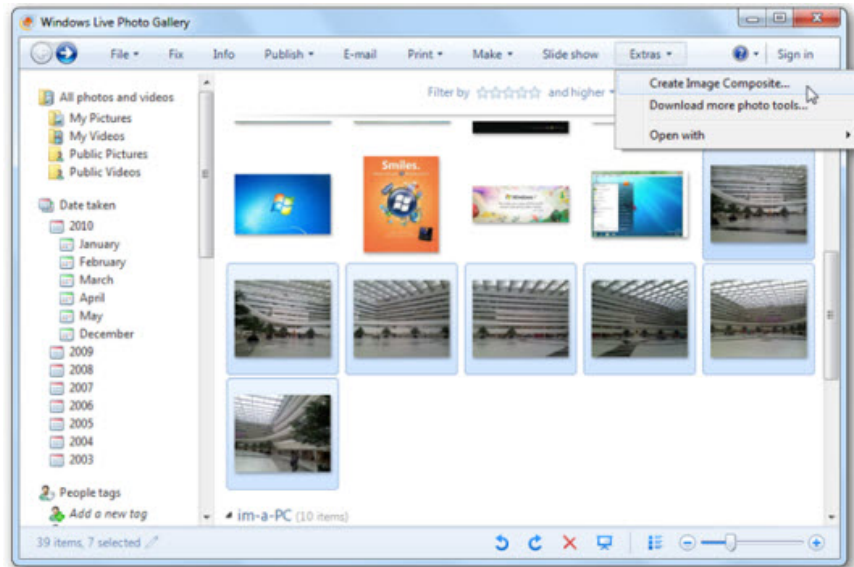 Windows Live Photo Gallery
File Fix Info Publish E-mail Print Make Slide show Extras Sign in
Filter by and higher
Create Image Composite...
Download more photo tools...
Open with
All photos and videos
My Pictures
My Videos
Public Pictures
Public Videos
Smiles.
Date taken
2010
January
February
March
April
May
December
2009
2008
2007
2006
2005
2004
2003
People tags
Add a new tag
im-a-PC (10 items)
39 items, 7 selected